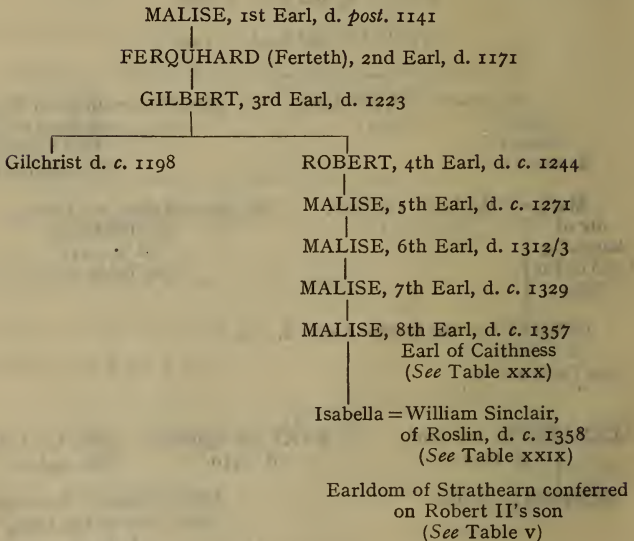 MALISE, 1st Earl, d. post. 1141
FERQUHARD (Ferteth), 2nd Earl, d. 1171
GILBERT, 3rd Earl, d. 1223
Gilchrist d. c. 1198
ROBERT, 4th Earl, d. c. 1244
MALISE, 5th Earl, d. c. 1271
MALISE, 6th Earl, d. 1312/3
MALISE, 7th Earl, d. c. 1329
MALISE, 8th Earl, d. c. 1357
Earl of Caithness
(See Table xxx)
Isabella = William Sinclair,
of Roslin, d. c. 1358
(See Table xxix)
Earldom of Strathearn conferred
on Robert II's son
(See Table v)